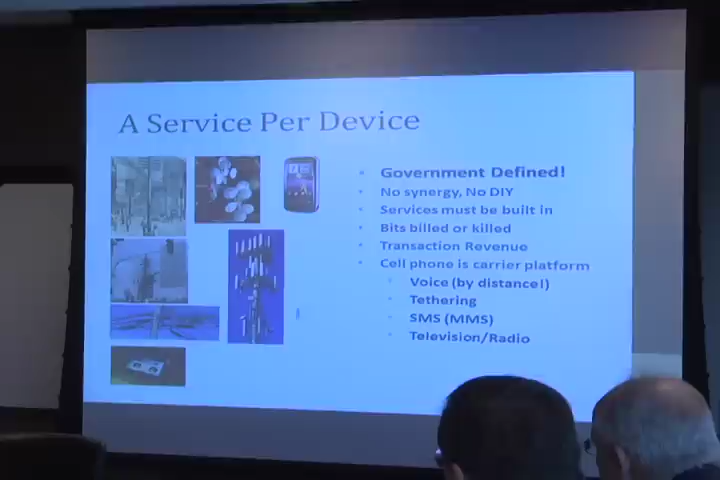 A Service Per Device
Government Defined!
No synergy, No DIY
Services must be built in
Bits billed or killed
Transaction Revenue
Cell phone is carrier platform
Voice (by distance!)
Tethering
SMS (MMS)
Television/Radio